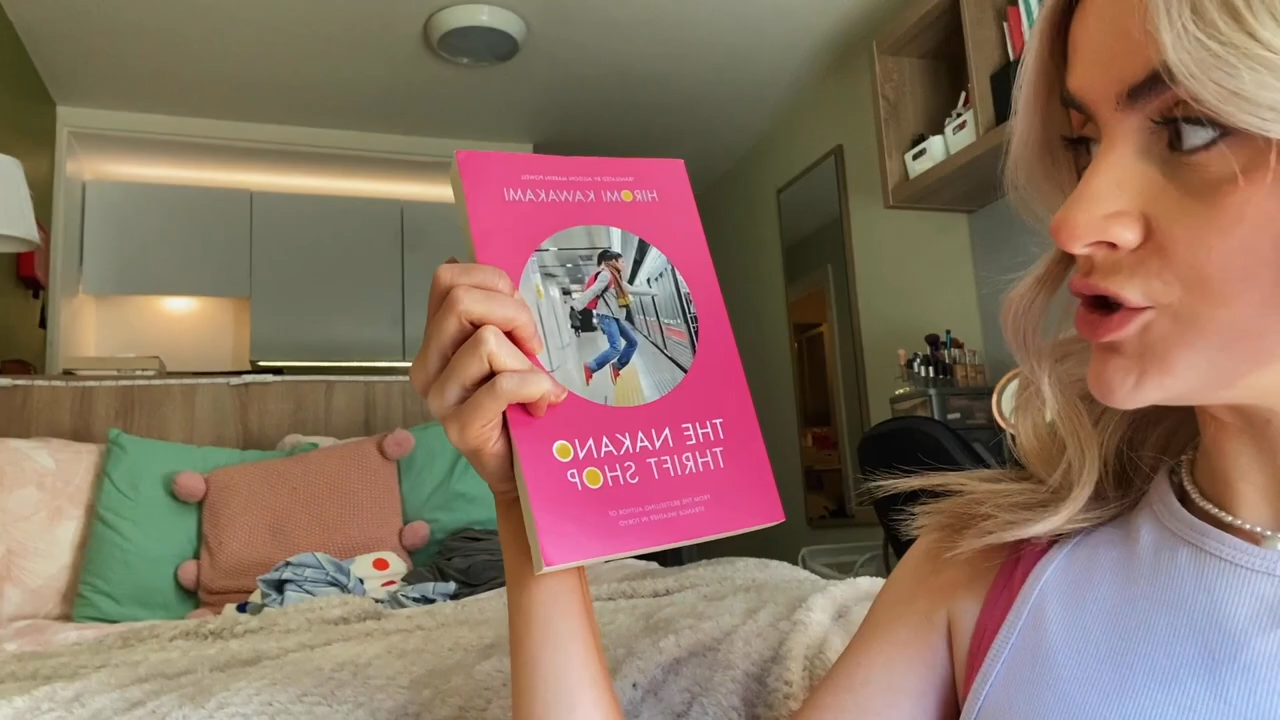 TRANSLATED BY ALLISON MARKIN POWELL
HIROMI KAWAKAMI
THE NAKANO
THRIFT SHOP
FROM THE BESTSELLING AUTHOR OF
STRANGE WEATHER IN TOKYO